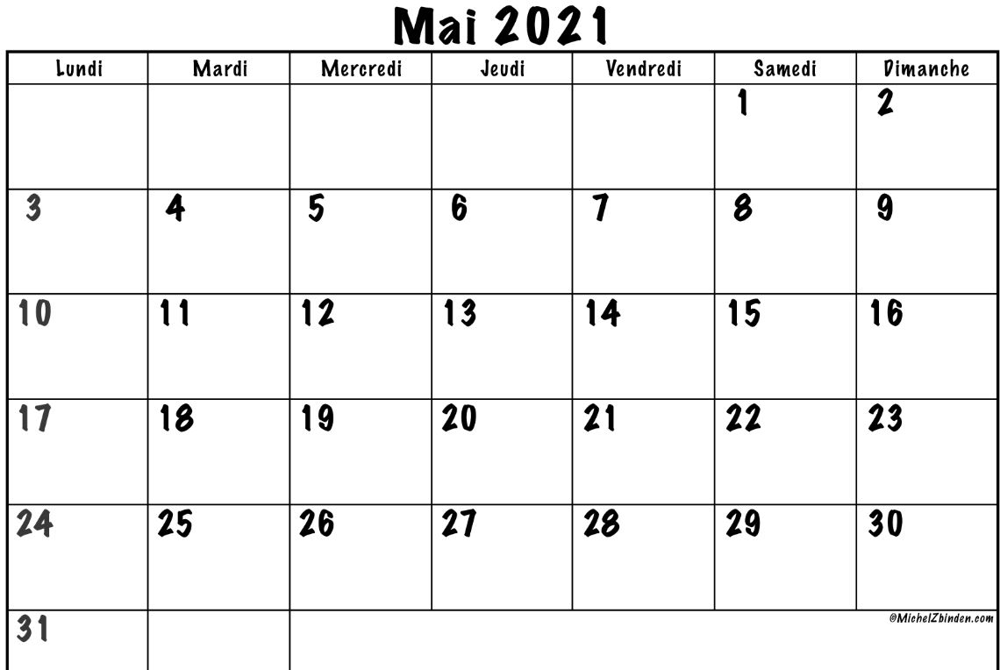 Mai 2021
Lundi Mardi Mercredi Jeudi Vendredi Samedi Dimanche
1 2
3 4 5 6 7 8 9
10 11 12 13 14 15 16
17 18 19 20 21 22 23
24 25 26 27 28 29 30
31
@MichelZbinden.com